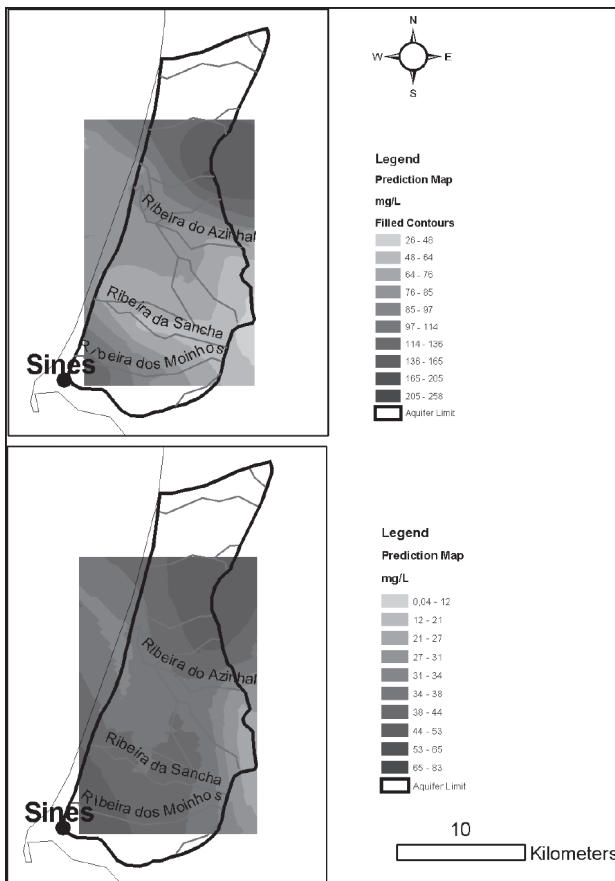 N
W E
S
Legend
Prediction Map
mg/L
Filled Contours
26 - 48
48 - 64
64 - 76
76 - 85
85 - 97
97 - 114
114 - 136
136 - 165
165 - 205
205 - 258
Aquifer Limit
Ribeira do Azinhal
Ribeira da Sancha
Ribeira dos Moinhos
Sines
Legend
Prediction Map
mg/L
0,04 - 12
12 - 21
21 - 27
27 - 31
31 - 34
34 - 38
38 - 44
44 - 53
53 - 65
65 - 83
Aquifer Limit
Ribeira do Azinhal
Ribeira da Sancha
Ribeira dos Moinhos
Sines
10
Kilometers